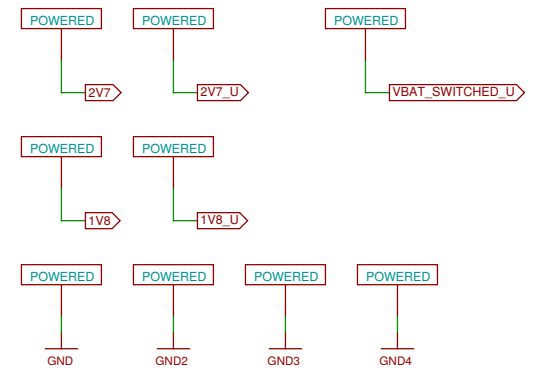 POWERED POWERED POWERED
2V7 2V7_U VBAT_SWITCHED_U
POWERED POWERED
1V8 1V8_U
POWERED POWERED POWERED POWERED
GND GND2 GND3 GND4